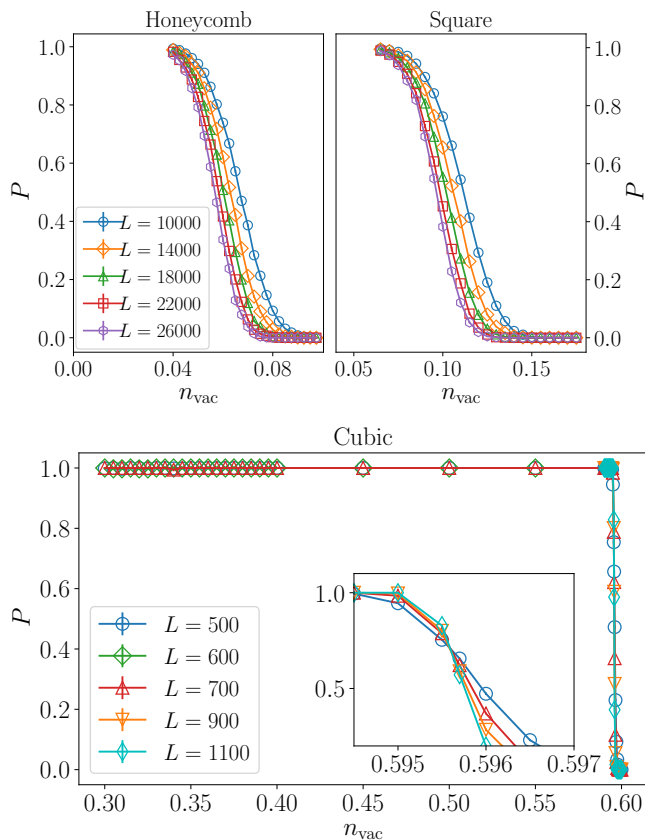 Honeycomb
Square
P
1.0
0.8
0.6
0.4
0.2
0.0
L = 10000
L = 14000
L = 18000
L = 22000
L = 26000
0.00
0.04
0.08
n_vac
1.0
0.8
0.6
0.4
0.2
0.0
P
0.05
0.10
0.15
n_vac
Cubic
P
1.0
0.8
0.6
0.4
0.2
0.0
L = 500
L = 600
L = 700
L = 900
L = 1100
1.0
0.5
0.595
0.596
0.597
0.30
0.35
0.40
0.45
0.50
0.55
0.60
n_vac